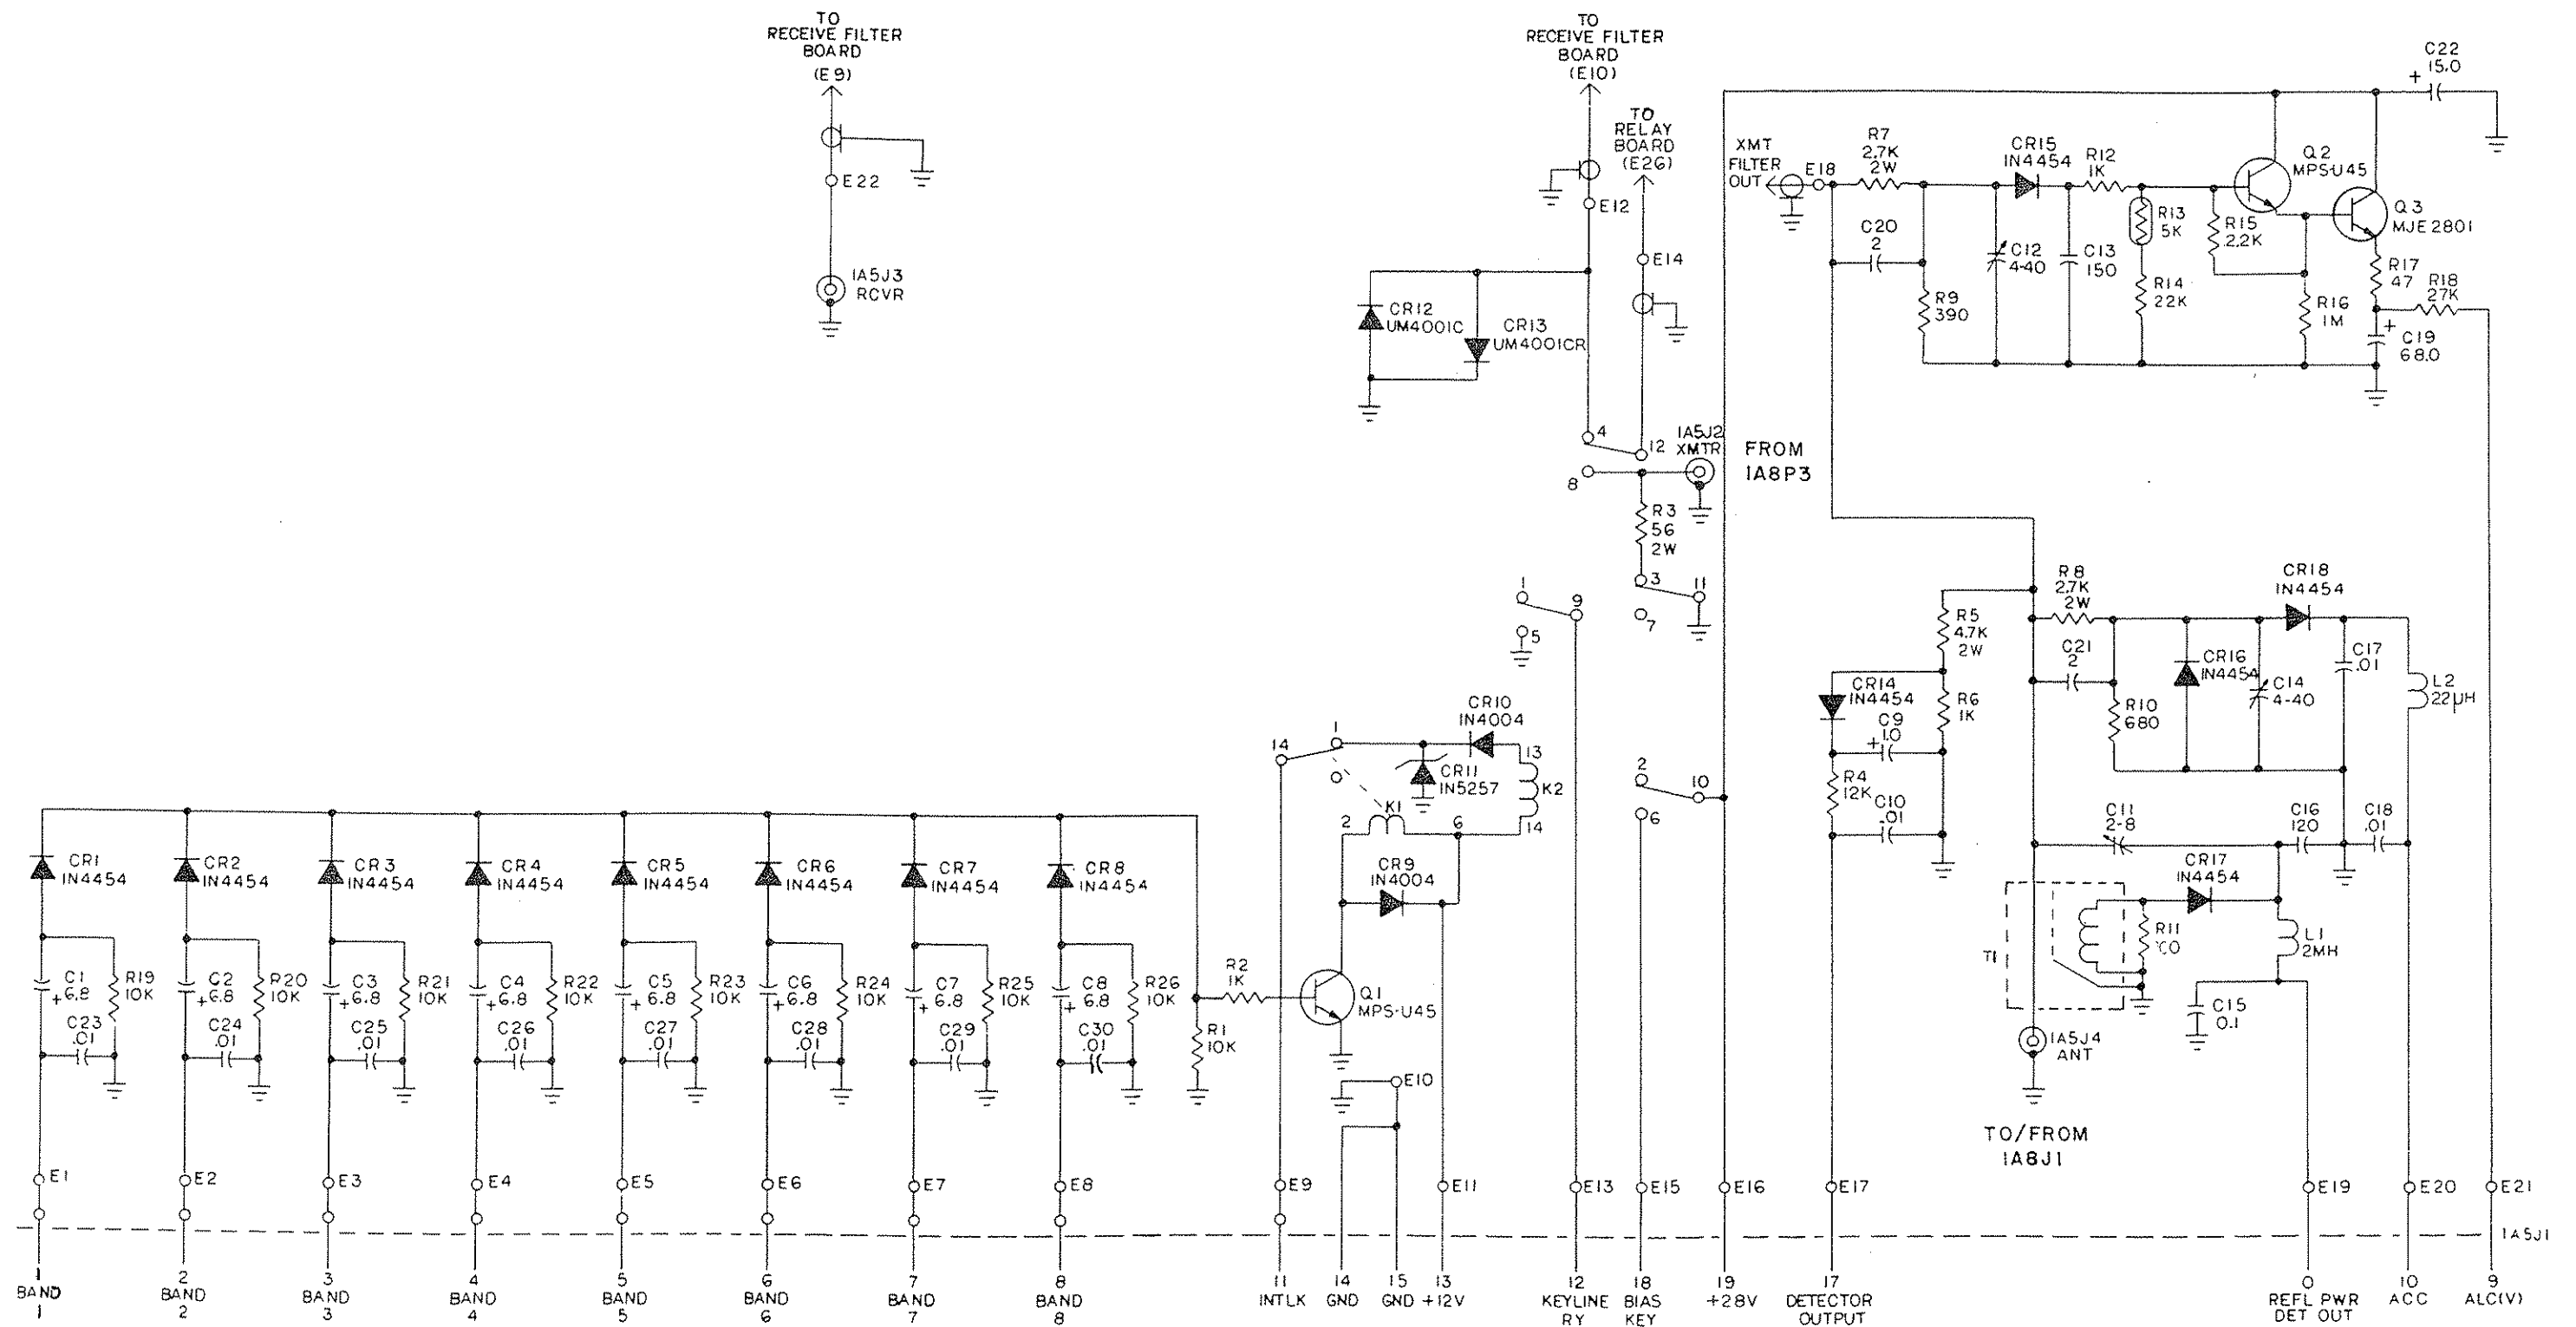 TO
RECEIVE FILTER
BOARD
(E9)
E22
IA5J3
RCVR
TO
RECEIVE FILTER
BOARD
(E10)
TO
RELAY
BOARD
(E26)
E12
E14
CR12
UM4001C
CR13
UM4001CR
4
12
8
IA5J2
XMTR
FROM
IA8P3
R3
56
2W
3
11
7
1
9
5
2
10
6
XMT
FILTER
OUT
E18
R7
2.7K
2W
C20
2
R9
390
CR15
IN4454
C12
4-40
C13
150
R12
1K
R13
5K
R14
22K
R15
2.2K
Q2
MPS-U45
R16
1M
Q3
MJE2801
R17
47
R18
27K
C19
68.0
+
C22
15.0
+
R5
4.7K
2W
R6
1K
CR14
IN4454
C9
+1.0
R4
12K
C10
.01
R8
2.7K
2W
C21
2
R10
680
CR16
IN4454
C14
4-40
CR18
IN4454
C17
.01
L2
22µH
C11
2-8
C16
120
C18
.01
CR17
IN4454
T1
R11
L1
2MH
C15
0.1
IA5J4
ANT
TO/FROM
IA8J1
14
1
CR10
IN4004
CR11
IN5257
13
K2
14
K1
2
6
CR9
IN4004
Q1
MPS-U45
R2
1K
R1
10K
CR1
IN4454
CR2
IN4454
CR3
IN4454
CR4
IN4454
CR5
IN4454
CR6
IN4454
CR7
IN4454
CR8
IN4454
C1
+6.8
R19
10K
C23
.01
C2
+6.8
R20
10K
C24
.01
C3
+6.8
R21
10K
C25
.01
C4
+6.8
R22
10K
C26
.01
C5
+6.8
R23
10K
C27
.01
C6
+6.8
R24
10K
C28
.01
C7
+6.8
R25
10K
C29
.01
C8
+6.8
R26
10K
C30
.01
E10
E1
E2
E3
E4
E5
E6
E7
E8
E9
E11
E13
E15
E16
E17
E19
E20
E21
IA5J1
1
BAND
1
2
BAND
2
3
BAND
3
4
BAND
4
5
BAND
5
6
BAND
6
7
BAND
7
8
BAND
8
11
INTLK
14
GND
15
GND
13
+12V
12
KEYLINE
RY
18
BIAS
KEY
19
+28V
17
DETECTOR
OUTPUT
0
REFL PWR
DET OUT
10
ACC
9
ALC(V)